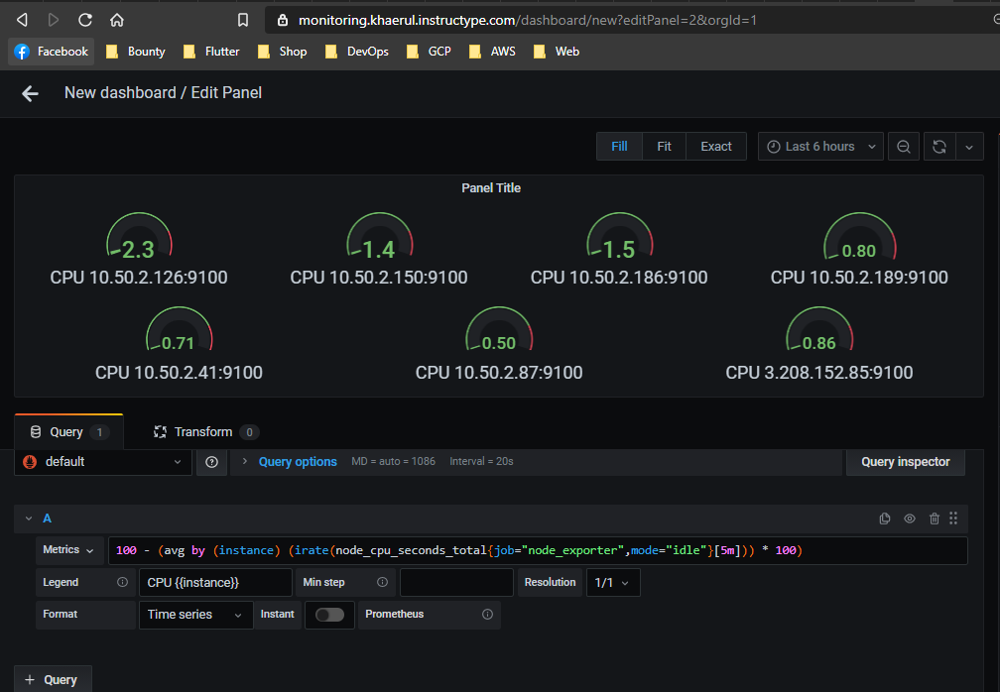 monitoring.khaerul.instructype.com/dashboard/new?editPanel=2&orgId=1
Facebook Bounty Flutter Shop DevOps GCP AWS Web
New dashboard / Edit Panel
Fill Fit Exact Last 6 hours
Panel Title
2.3 1.4 1.5 0.80
CPU 10.50.2.126:9100 CPU 10.50.2.150:9100 CPU 10.50.2.186:9100 CPU 10.50.2.189:9100
0.71 0.50 0.86
CPU 10.50.2.41:9100 CPU 10.50.2.87:9100 CPU 3.208.152.85:9100
Query 1 Transform 0
default Query options MD = auto = 1086 Interval = 20s Query inspector
A
Metrics 100 - (avg by (instance) (irate(node_cpu_seconds_total{job="node_exporter",mode="idle"}[5m])) * 100)
Legend CPU {{instance}} Min step Resolution 1/1
Format Time series Instant Prometheus
+ Query